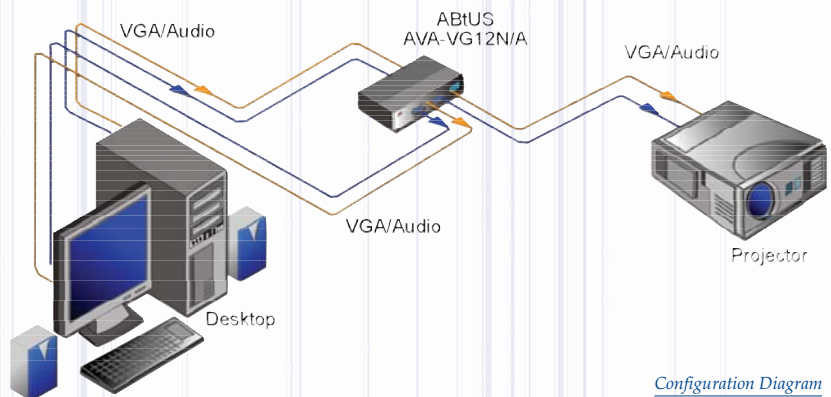 VGA/Audio
ABtUS
AVA-VG12N/A
VGA/Audio
VGA/Audio
Projector
Desktop
Configuration Diagram